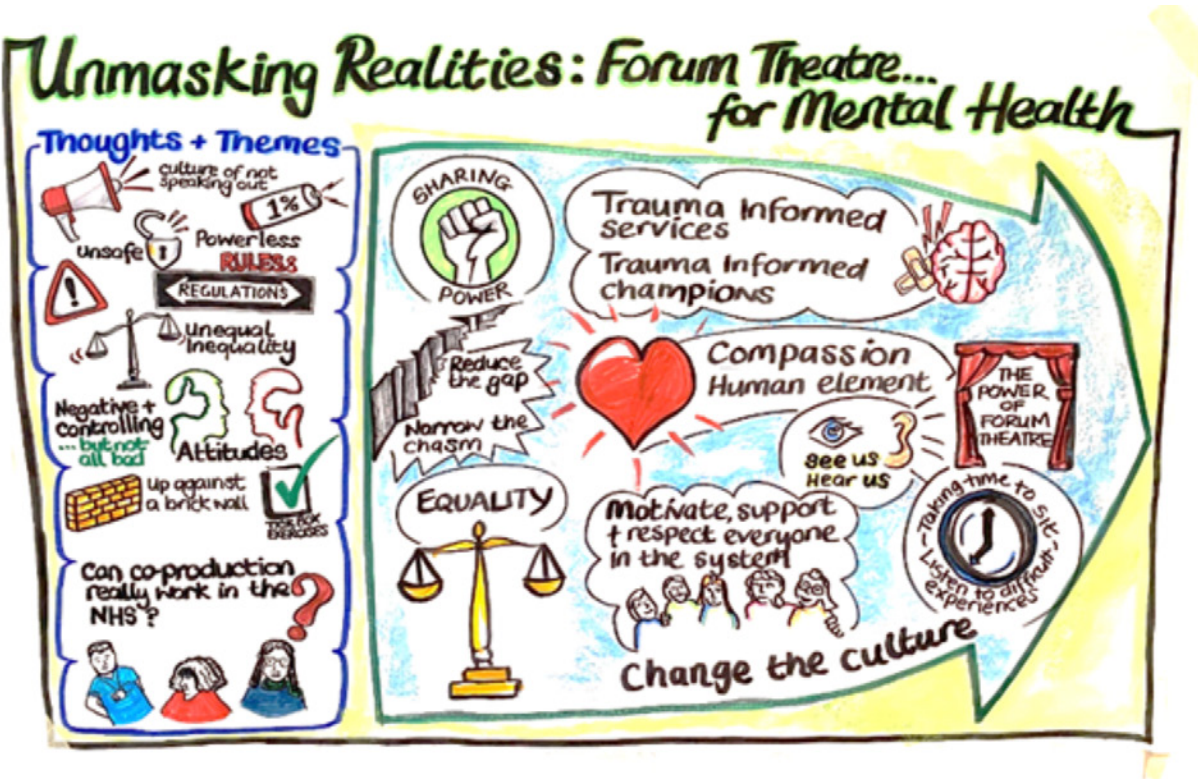 Unmasking Realities: Forum Theatre...
for Mental Health
Thoughts + Themes
culture of not
speaking out
1%
unsafe
Powerless
RULES &
REGULATIONS
unequal
inequality
Negative +
controlling
... but not
all bad
Attitudes
up against
a brick wall
TICK BOX
EXERCISES
Can co-production
really work in the
NHS?
SHARING
POWER
Reduce
the gap
Narrow the
chasm
EQUALITY
Trauma Informed
services
Trauma Informed
champions
Compassion
Human element
See us
Hear us
THE
POWER
OF
FORUM
THEATRE
Motivate, support
+ respect everyone
in the system
Taking time to sit
Listen to difficult
experiences
Change the culture